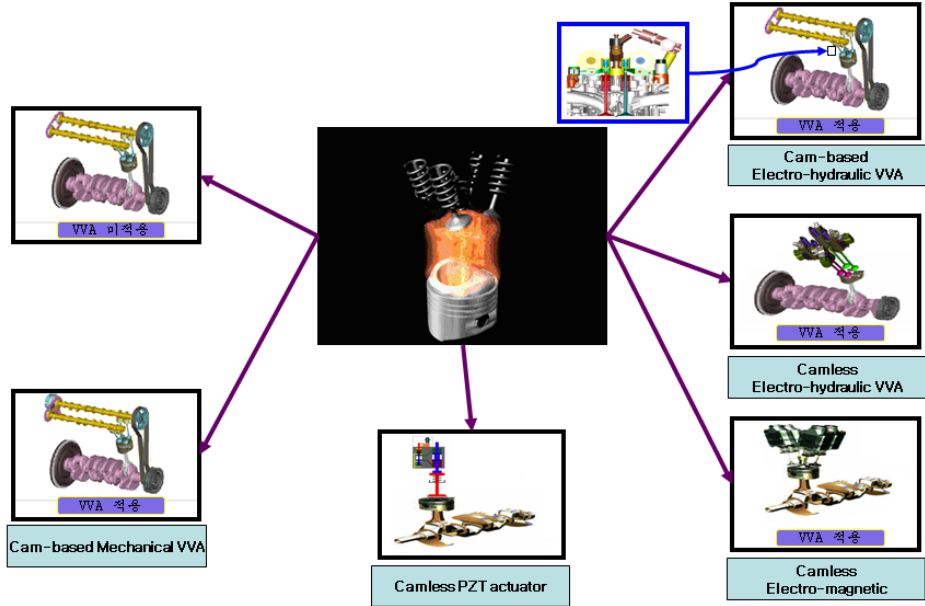 VVA 적용
Cam-based
Electro-hydraulic VVA
VVA 미적용
VVA 적용
Camless
Electro-hydraulic VVA
VVA 적용
Cam-based Mechanical VVA
Camless PZT actuator
VVA 적용
Camless
Electro-magnetic